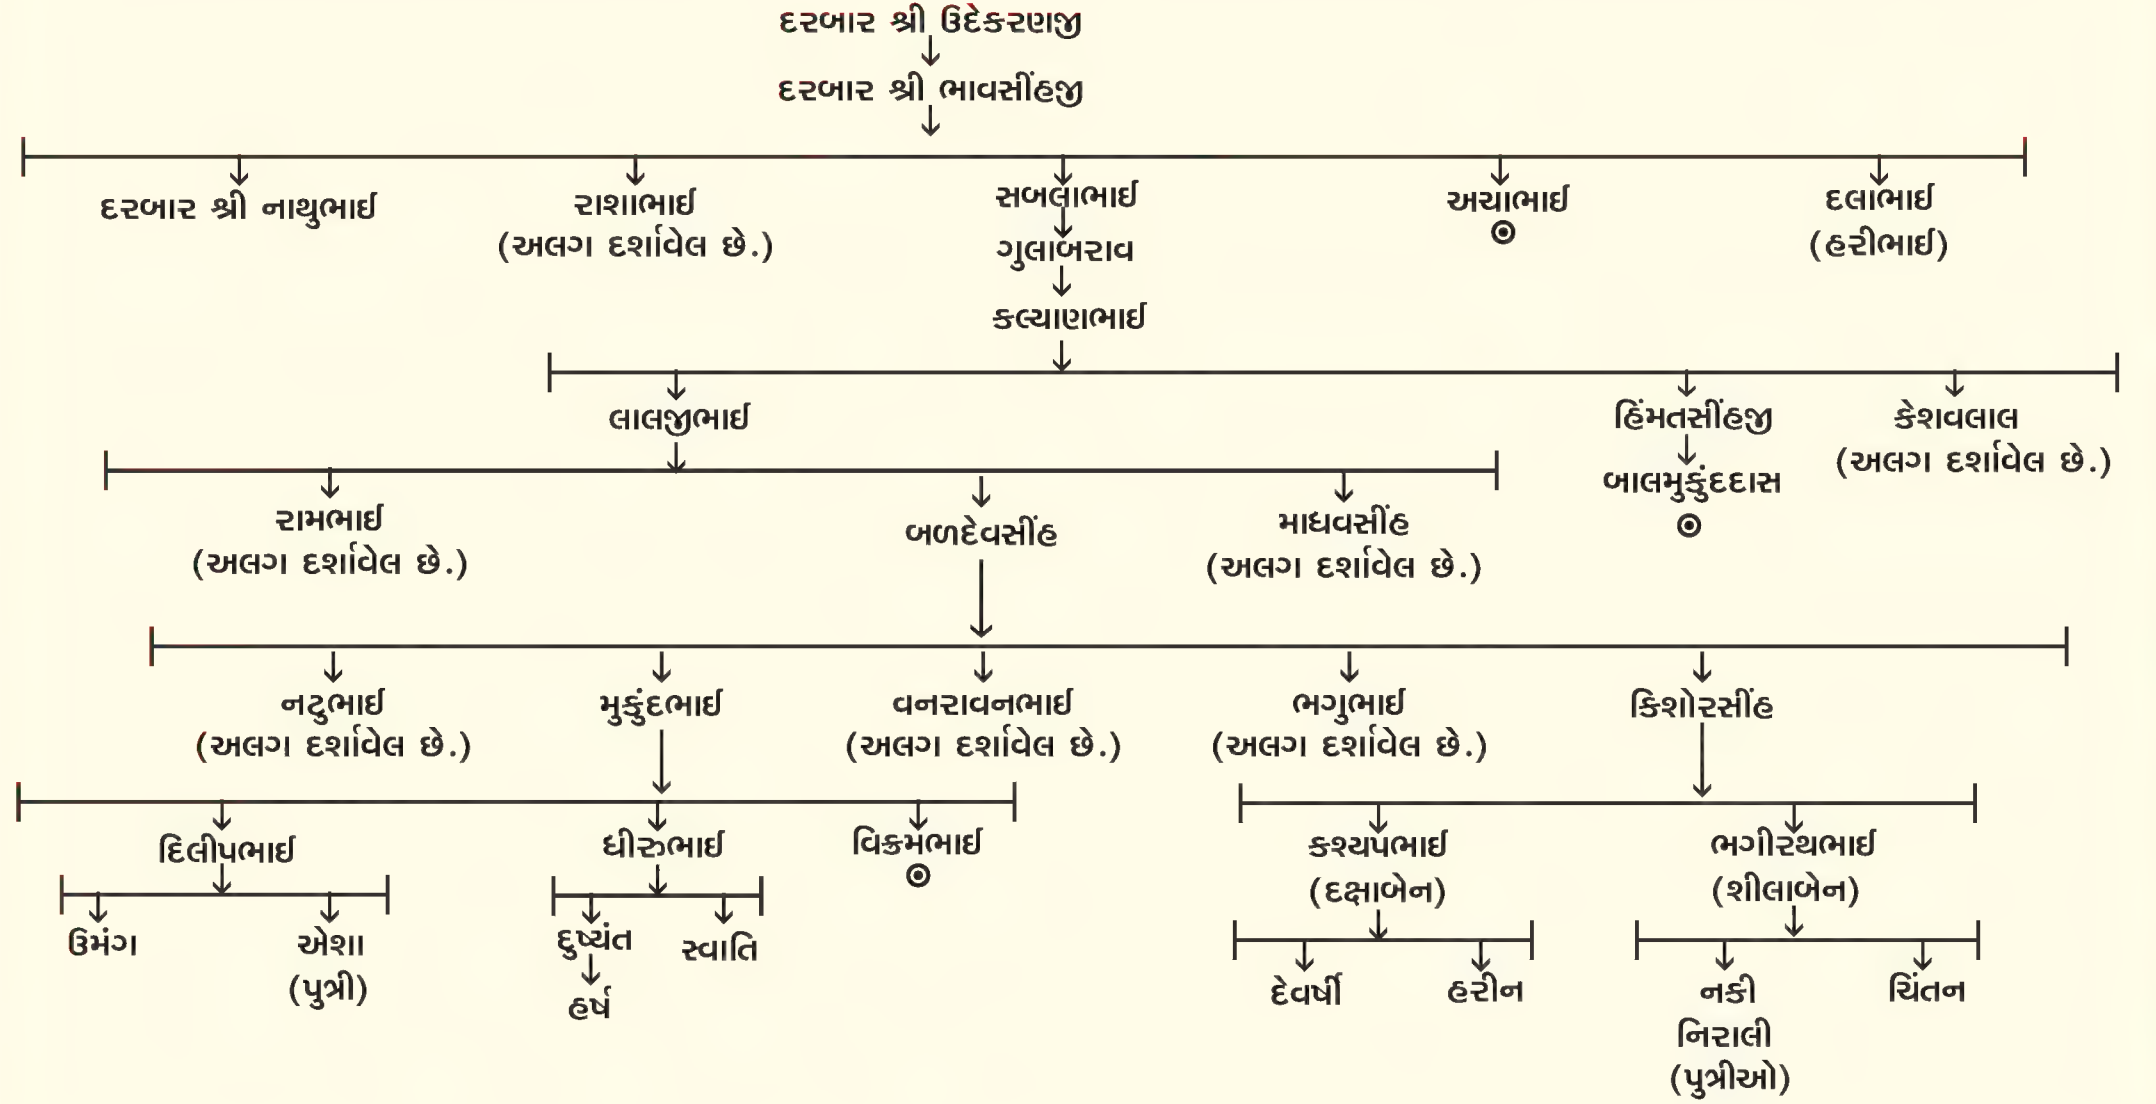 દરબાર શ્રી ઉદેકરણજી
દરબાર શ્રી ભાવસીંહજી
દરબાર શ્રી નાથુભાઈ
રાશાભાઈ
(અલગ દર્શાવેલ છે.)
સબલાભાઈ
ગુલાબરાવ
કલ્યાણભાઈ
અચાભાઈ
દલાભાઈ
(હરીભાઈ)
લાલજીભાઈ
હિંમતસીંહજી
બાલમુકુંદદાસ
કેશવલાલ
(અલગ દર્શાવેલ છે.)
રામભાઈ
(અલગ દર્શાવેલ છે.)
બળદેવસીંહ
માધવસીંહ
(અલગ દર્શાવેલ છે.)
નટુભાઈ
(અલગ દર્શાવેલ છે.)
મુકુંદભાઈ
વનરાવનભાઈ
(અલગ દર્શાવેલ છે.)
ભગુભાઈ
(અલગ દર્શાવેલ છે.)
કિશોરસીંહ
દિલીપભાઈ
ધીરુભાઈ
વિક્રમભાઈ
કશ્યપભાઈ
(દક્ષાબેન)
ભગીરથભાઈ
(શીલાબેન)
ઉમંગ
એશા
(પુત્રી)
દુષ્યંત
હર્ષ
સ્વાતિ
દેવર્ષી
હરીન
નકી
નિરાલી
(પુત્રીઓ)
ચિંતન